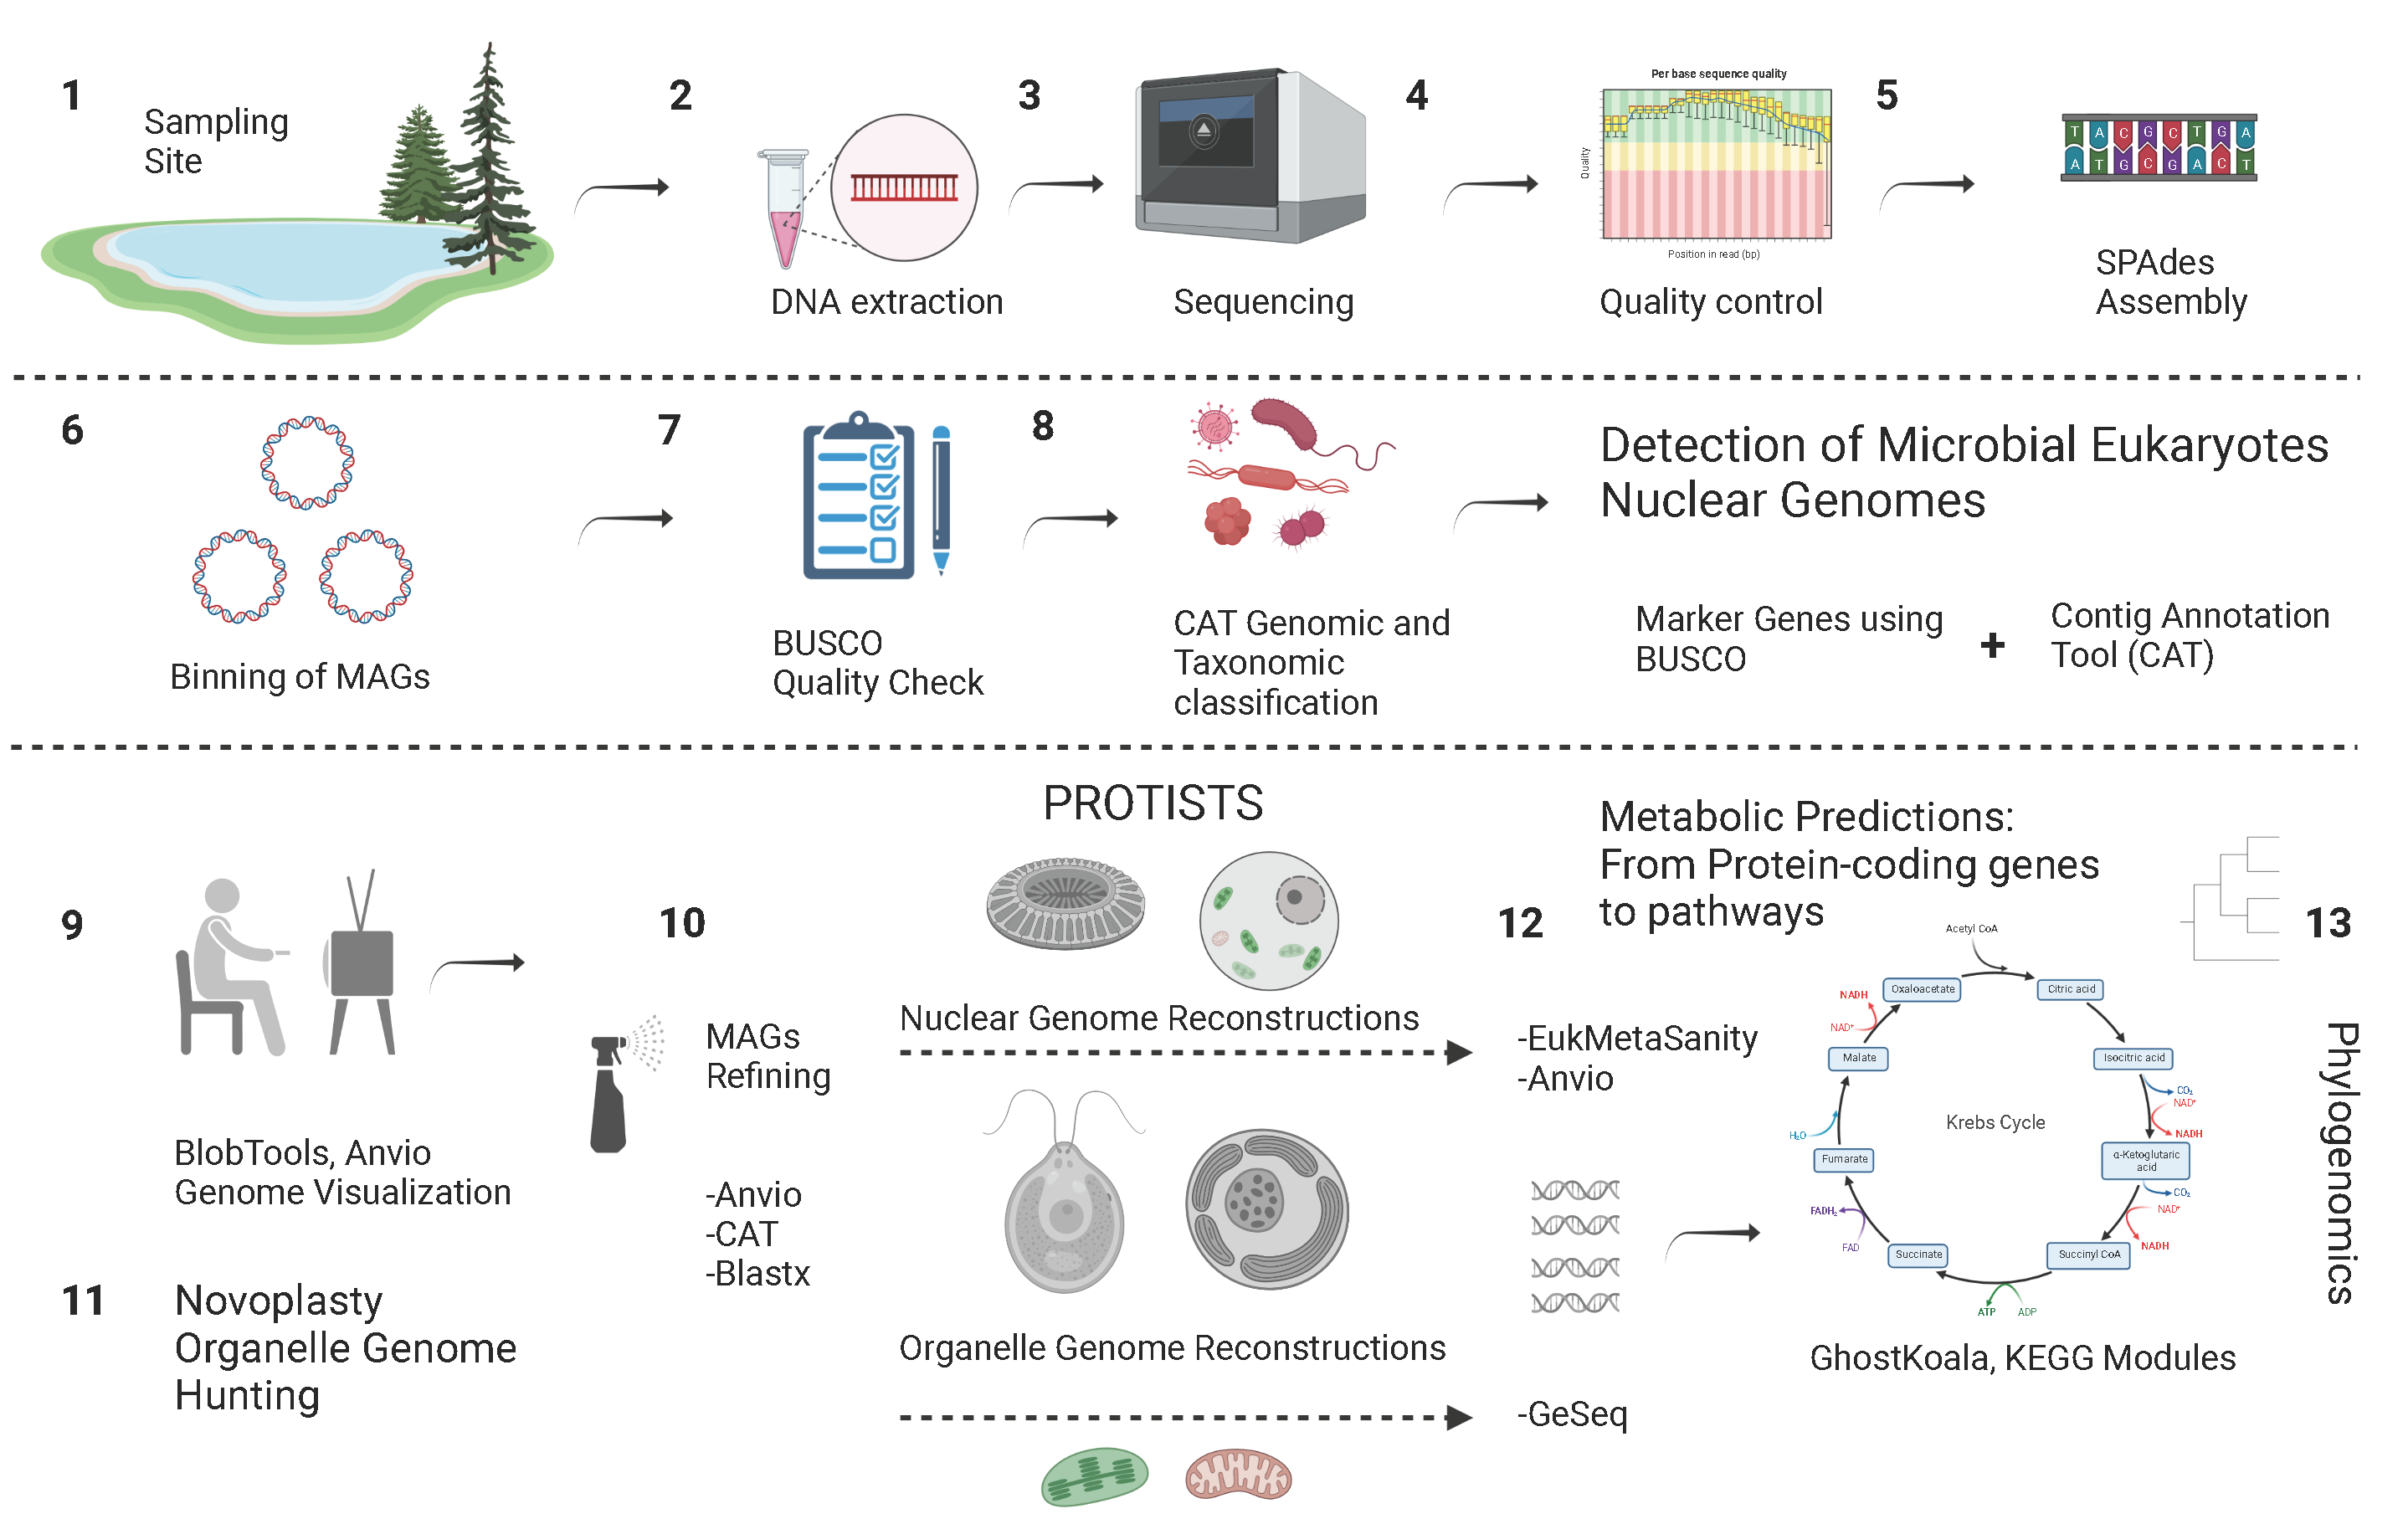 1
Sampling
Site
2
DNA extraction
3
Sequencing
4
Per base sequence quality
Quality
Position in read (bp)
Quality control
5
T A C G C T G A
A T G C G A C T
SPAdes
Assembly
6
Binning of MAGs
7
BUSCO
Quality Check
8
CAT Genomic and
Taxonomic
classification
Detection of Microbial Eukaryotes
Nuclear Genomes
Marker Genes using
BUSCO
+
Contig Annotation
Tool (CAT)
9
BlobTools, Anvio
Genome Visualization
10
MAGs
Refining
-Anvio
-CAT
-Blastx
11
Novoplasty
Organelle Genome
Hunting
PROTISTS
Nuclear Genome Reconstructions
Organelle Genome Reconstructions
12
-EukMetaSanity
-Anvio
-GeSeq
Metabolic Predictions:
From Protein-coding genes
to pathways
Acetyl CoA
Oxaloacetate
Citric acid
NADH
NAD⁺
Malate
Isocitric acid
CO₂
NAD⁺
NADH
Krebs Cycle
H₂O
Fumarate
α-Ketoglutaric
acid
CO₂
NAD⁺
NADH
FADH₂
FAD
Succinate
Succinyl CoA
ATP
ADP
GhostKoala, KEGG Modules
13
Phylogenomics